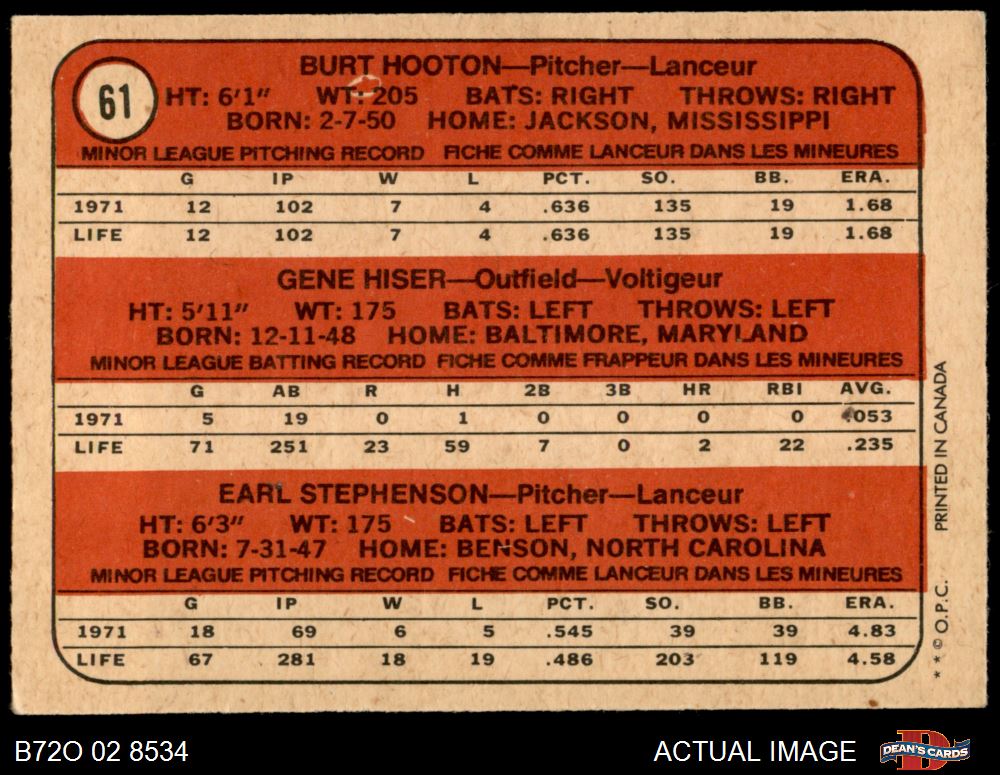 61
BURT HOOTON—Pitcher—Lanceur
HT: 6'1" WT: 205 BATS: RIGHT THROWS: RIGHT
BORN: 2-7-50 HOME: JACKSON, MISSISSIPPI
MINOR LEAGUE PITCHING RECORD FICHE COMME LANCEUR DANS LES MINEURES
G IP W L PCT. SO. BB. ERA.
1971 12 102 7 4 .636 135 19 1.68
LIFE 12 102 7 4 .636 135 19 1.68
GENE HISER—Outfield—Voltigeur
HT: 5'11" WT: 175 BATS: LEFT THROWS: LEFT
BORN: 12-11-48 HOME: BALTIMORE, MARYLAND
MINOR LEAGUE BATTING RECORD FICHE COMME FRAPPEUR DANS LES MINEURES
G AB R H 2B 3B HR RBI AVG.
1971 5 19 0 1 0 0 0 0 .053
LIFE 71 251 23 59 7 0 2 22 .235
EARL STEPHENSON—Pitcher—Lanceur
HT: 6'3" WT: 175 BATS: LEFT THROWS: LEFT
BORN: 7-31-47 HOME: BENSON, NORTH CAROLINA
MINOR LEAGUE PITCHING RECORD FICHE COMME LANCEUR DANS LES MINEURES
G IP W L PCT. SO. BB. ERA.
1971 18 69 6 5 .545 39 39 4.83
LIFE 67 281 18 19 .486 203 119 4.58
* * © O.P.C. PRINTED IN CANADA
B72O 02 8534
ACTUAL IMAGE
DEAN'S CARDS